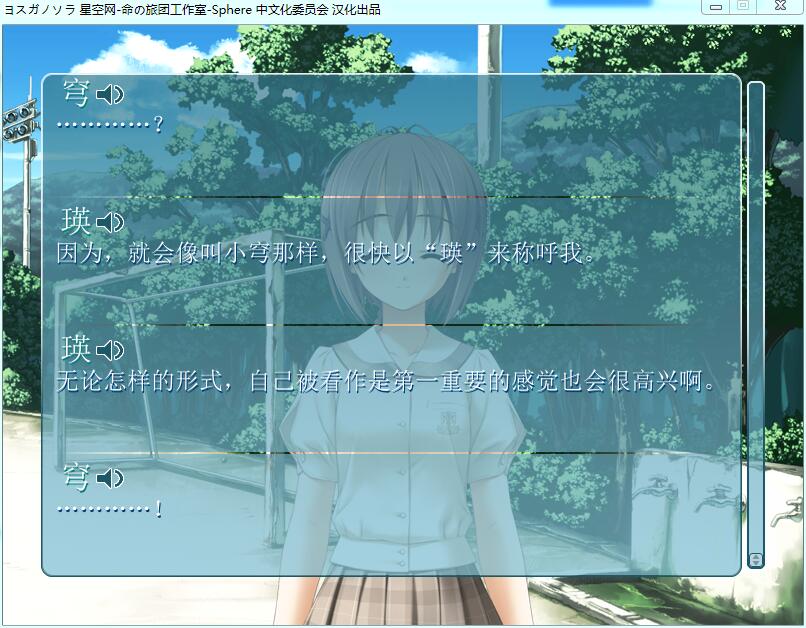 ヨスガノソラ 星空网-命の旅团工作室-Sphere 中文化委员会 汉化出品
穹
…………？
瑛
因为，就会像叫小穹那样，很快以“瑛”来称呼我。
瑛
无论怎样的形式，自己被看作是第一重要的感觉也会很高兴啊。
穹
…………！